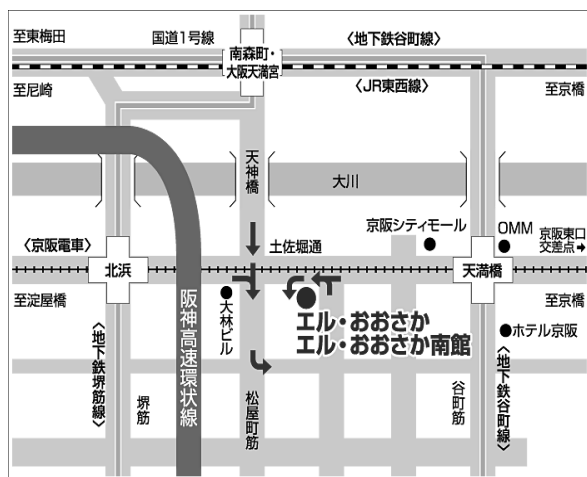 至東梅田
国道1号線
南森町・
大阪天満宮
〈地下鉄谷町線〉
至尼崎
〈JR東西線〉
至京橋
天神橋
大川
〈京阪電車〉
北浜
土佐堀通
京阪シティモール
OMM
京阪東口
交差点➡
天満橋
至淀屋橋
阪神高速環状線
大林ビル
エル・おおさか
エル・おおさか南館
至京橋
ホテル京阪
〈地下鉄堺筋線〉
堺筋
松屋町筋
谷町筋
〈地下鉄谷町線〉